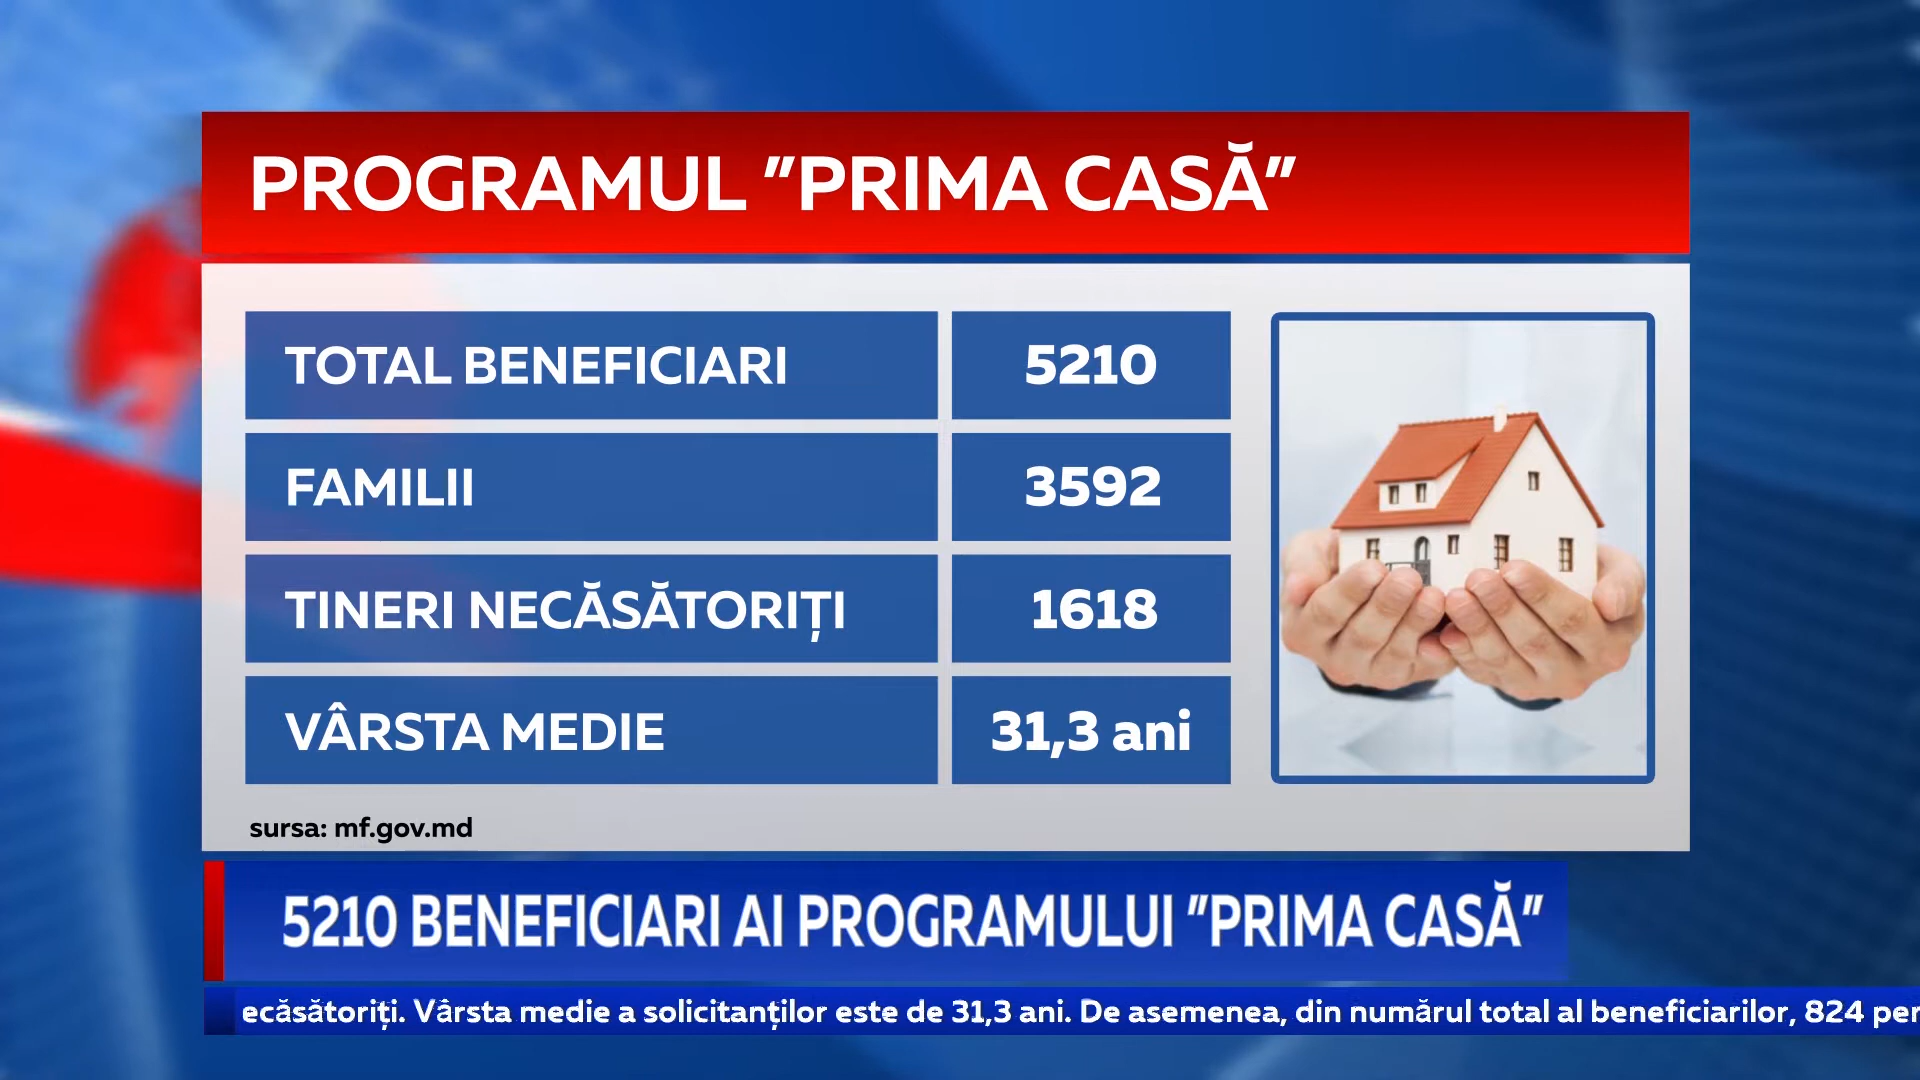 PROGRAMUL "PRIMA CASĂ"
TOTAL BENEFICIARI 5210
FAMILII 3592
TINERI NECĂSĂTORIȚI 1618
VÂRSTA MEDIE 31,3 ani
sursa: mf.gov.md
5210 BENEFICIARI AI PROGRAMULUI "PRIMA CASĂ"
ecăsătoriți. Vârsta medie a solicitanților este de 31,3 ani. De asemenea, din numărul total al beneficiarilor, 824 per